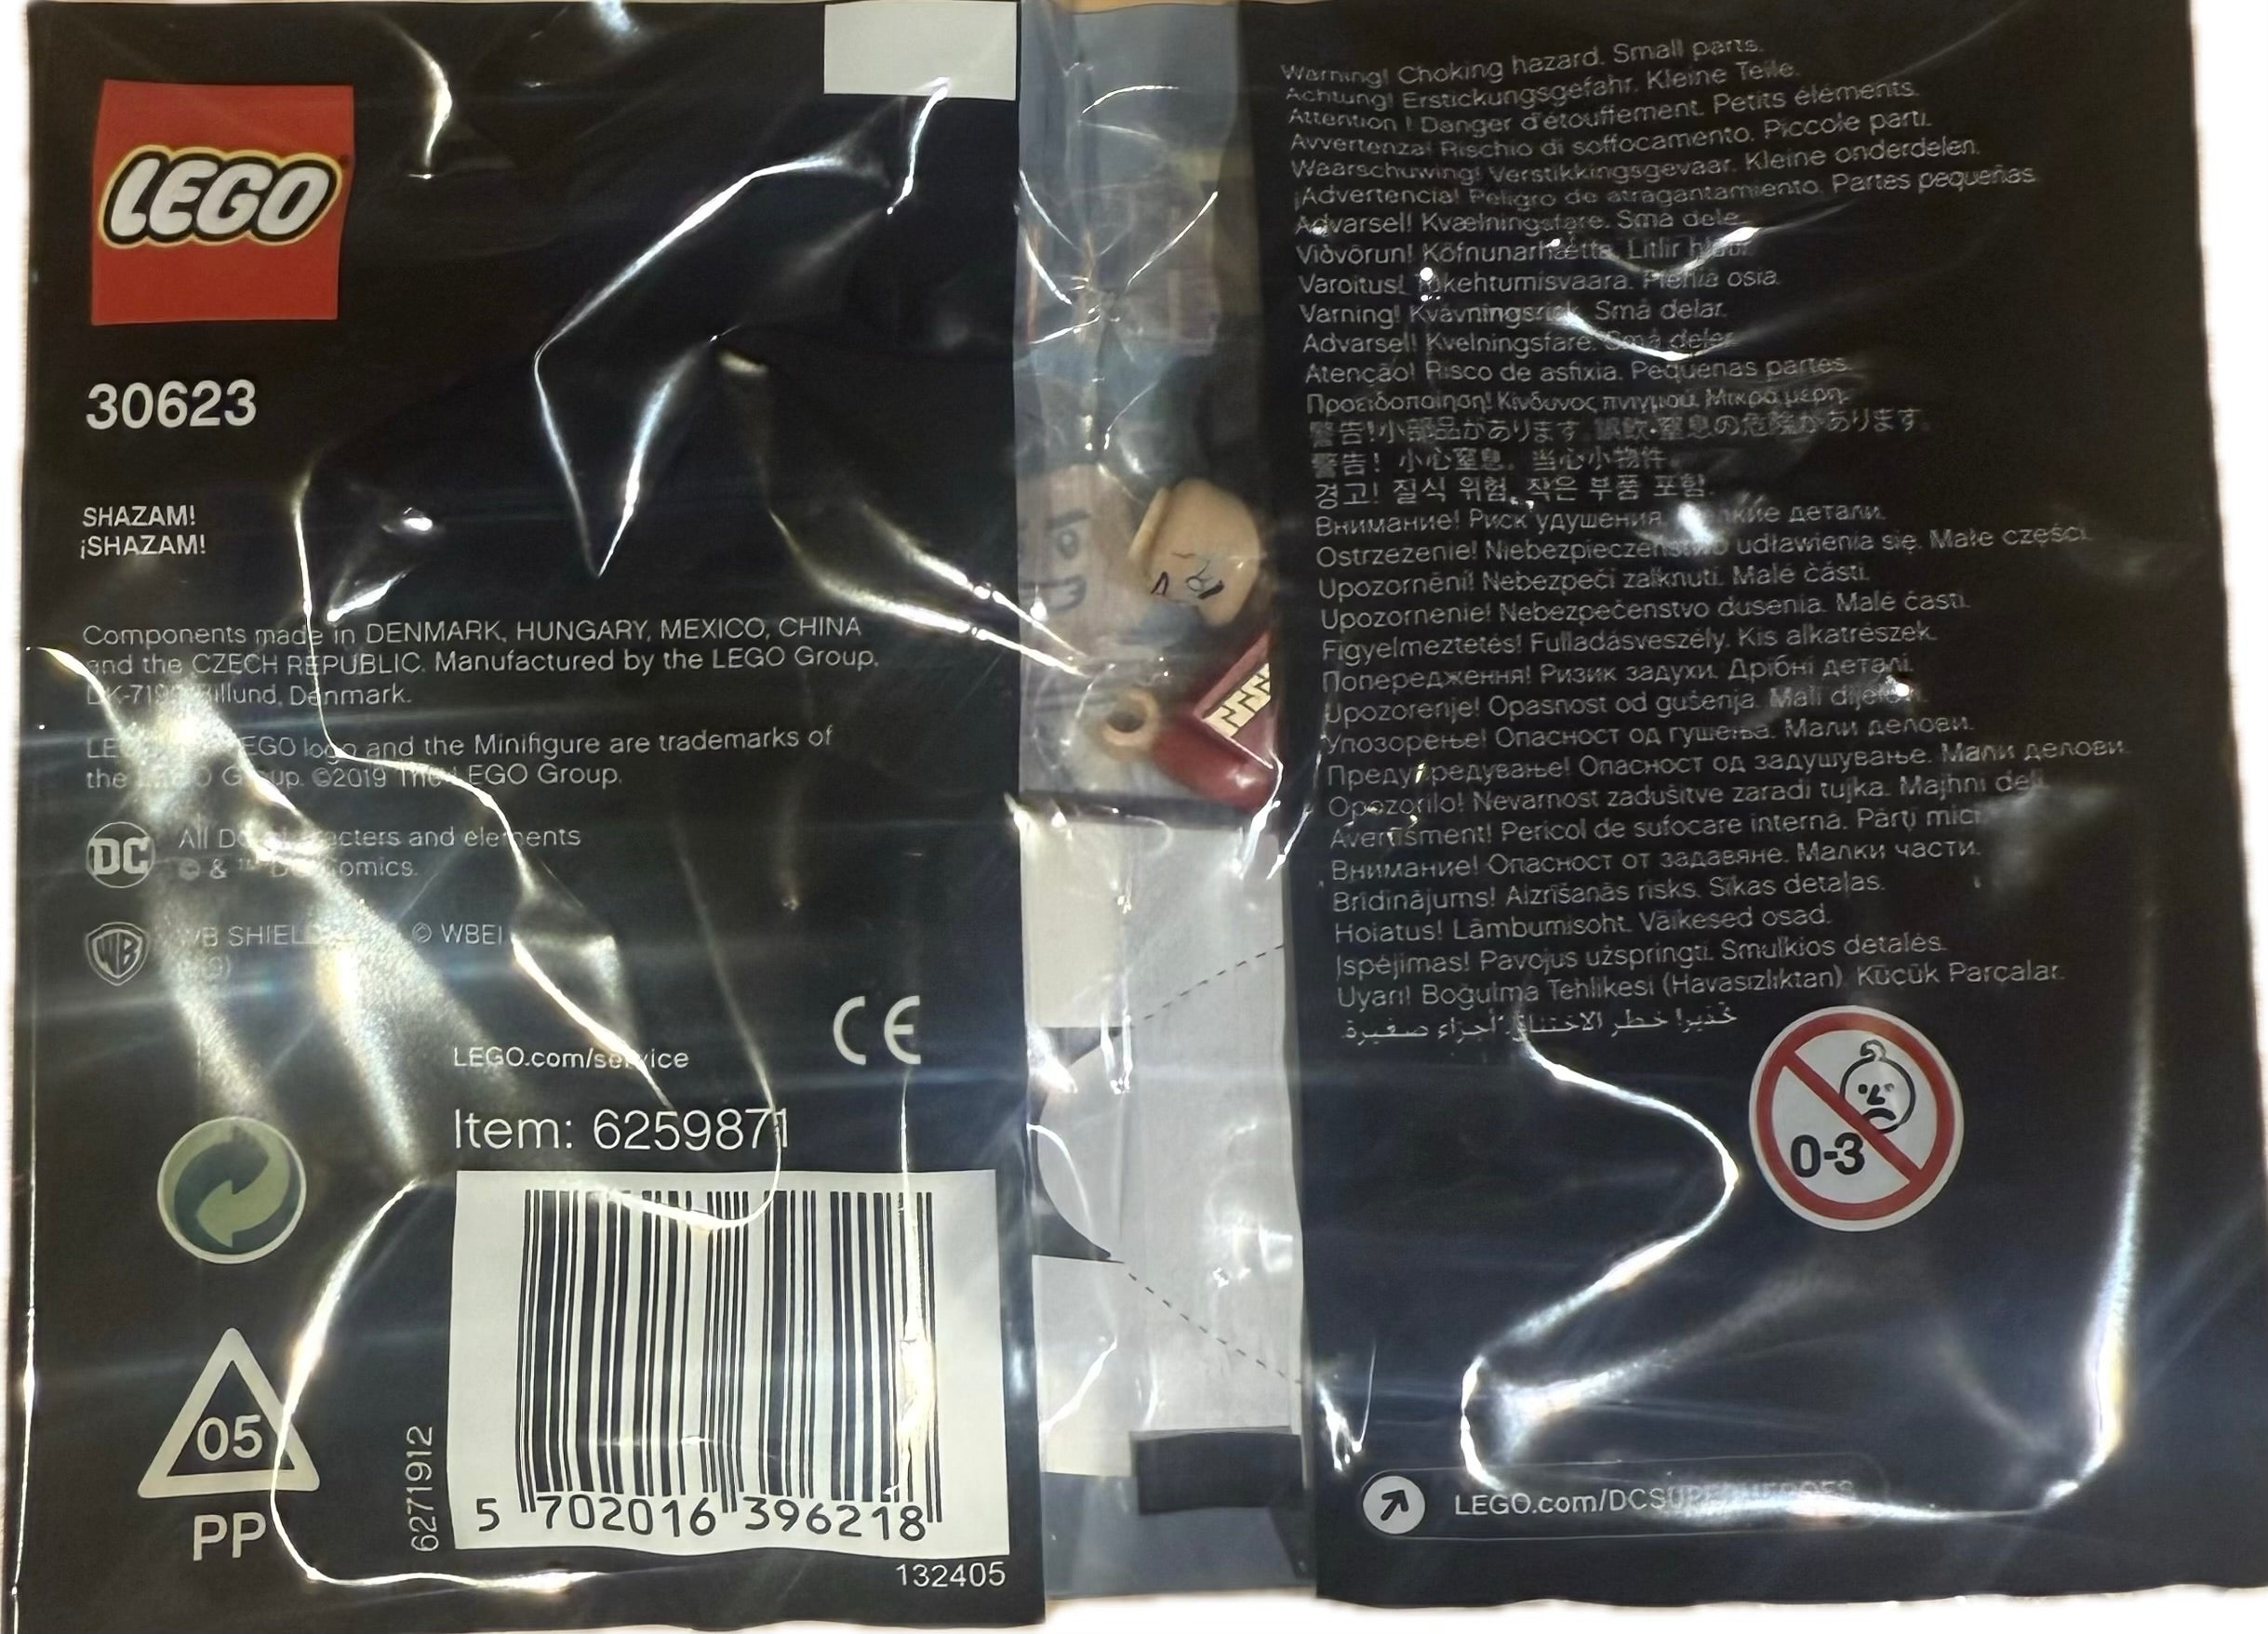 LEGO
30623
SHAZAM!
¡SHAZAM!
Components made in DENMARK, HUNGARY, MEXICO, CHINA
and the CZECH REPUBLIC. Manufactured by the LEGO Group,
Billund, Denmark.
LEGO logo and the Minifigure are trademarks of
the Group. ©2019 The LEGO Group.
DC
All DC characters and elements
© & ™ DC Comics.
WB
WB SHIELD © WBEI
LEGO.com/service
CE
Item: 6259871
05
PP
6271912
5 702016 396218
132405
Warning! Choking hazard. Small parts.
Achtung! Erstickungsgefahr. Kleine Teile.
Attention ! Danger d'étouffement. Petits éléments.
Avvertenza! Rischio di soffocamento. Piccole parti.
Waarschuwing! Verstikkingsgevaar. Kleine onderdelen.
¡Advertencia! Peligro de atragantamiento. Partes pequeñas.
Advarsel! Kvælningsfare. Små dele.
Viðvörun! Köfnunarhætta. Litlir
Varoitus! Tukehtumisvaara. Pieniä osia.
Varning! Kvävningsrisk. Små delar.
Advarsel! Kvelningsfare. Små deler.
Atenção! Risco de asfixia. Pequenas partes.
Προειδοποίηση! Κίνδυνος πνιγμού. Μικρά μέρη.
警告!小部品があります。誤飲・窒息の危険があります。
警告！小心窒息。当心小物件。
경고! 질식 위험, 작은 부품 포함.
Внимание! Риск удушения. детали.
Ostrzeżenie! Niebezpieczeństwo udławienia się. Małe części.
Upozornění! Nebezpečí zalknutí. Malé části.
Upozornenie! Nebezpečenstvo dusenia. Malé časti.
Figyelmeztetés! Fulladásveszély. Kis alkatrészek.
Попередження! Ризик задухи. Дрібні деталі.
Upozorenje! Opasnost od gušenja. Mali dijelovi.
Упозорење! Опасност од гушења. Мали делови.
Предупредување! Опасност од задушување. Мали делови.
Opozorilo! Nevarnost zadušitve zaradi tujka. Majhni deli.
Avertisment! Pericol de sufocare internă. Părţi mici.
Внимание! Опасност от задавяне. Малки части.
Brīdinājums! Aizrīšanās risks. Sīkas detaļas.
Hoiatus! Lämbumisoht. Väikesed osad.
Įspėjimas! Pavojus užspringti. Smulkios detalės.
Uyarı! Boğulma Tehlikesi (Havasızlıktan). Küçük Parçalar.
تحذير! خطر الاختناق. أجزاء صغيرة.
0-3
LEGO.com/DCSUPERHEROES